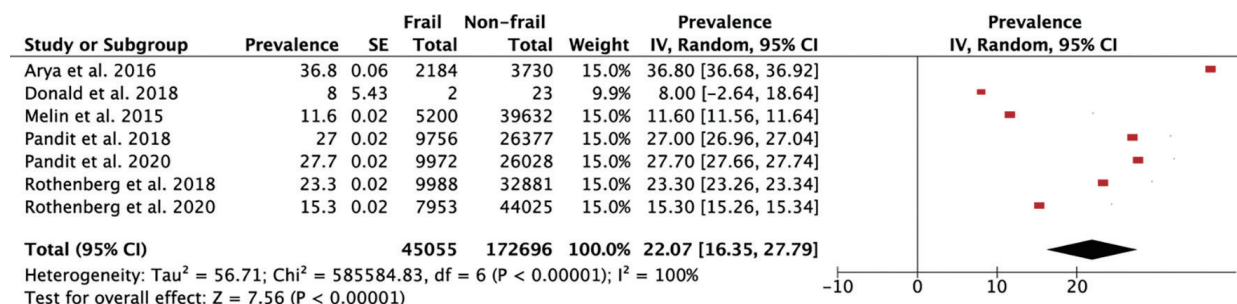 Frail Non-frail Prevalence Prevalence
Study or Subgroup Prevalence SE Total Total Weight IV, Random, 95% CI IV, Random, 95% CI
Arya et al. 2016 36.8 0.06 2184 3730 15.0% 36.80 [36.68, 36.92]
Donald et al. 2018 8 5.43 2 23 9.9% 8.00 [-2.64, 18.64]
Melin et al. 2015 11.6 0.02 5200 39632 15.0% 11.60 [11.56, 11.64]
Pandit et al. 2018 27 0.02 9756 26377 15.0% 27.00 [26.96, 27.04]
Pandit et al. 2020 27.7 0.02 9972 26028 15.0% 27.70 [27.66, 27.74]
Rothenberg et al. 2018 23.3 0.02 9988 32881 15.0% 23.30 [23.26, 23.34]
Rothenberg et al. 2020 15.3 0.02 7953 44025 15.0% 15.30 [15.26, 15.34]
Total (95% CI) 45055 172696 100.0% 22.07 [16.35, 27.79]
Heterogeneity: Tau² = 56.71; Chi² = 585584.83, df = 6 (P < 0.00001); I² = 100%
Test for overall effect: Z = 7.56 (P < 0.00001)
-10 0 10 20